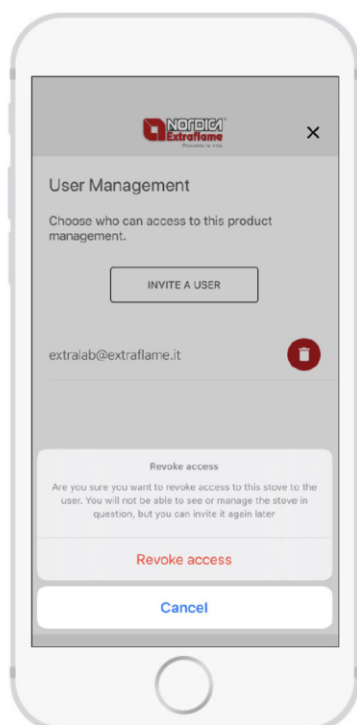 NORDICA
Extraflame
User Management
Choose who can access to this product
management.
INVITE A USER
extralab@extraflame.it
Revoke access
Are you sure you want to revoke access to this stove to the
user. You will not be able to see or manage the stove in
question, but you can invite it again later
Revoke access
Cancel